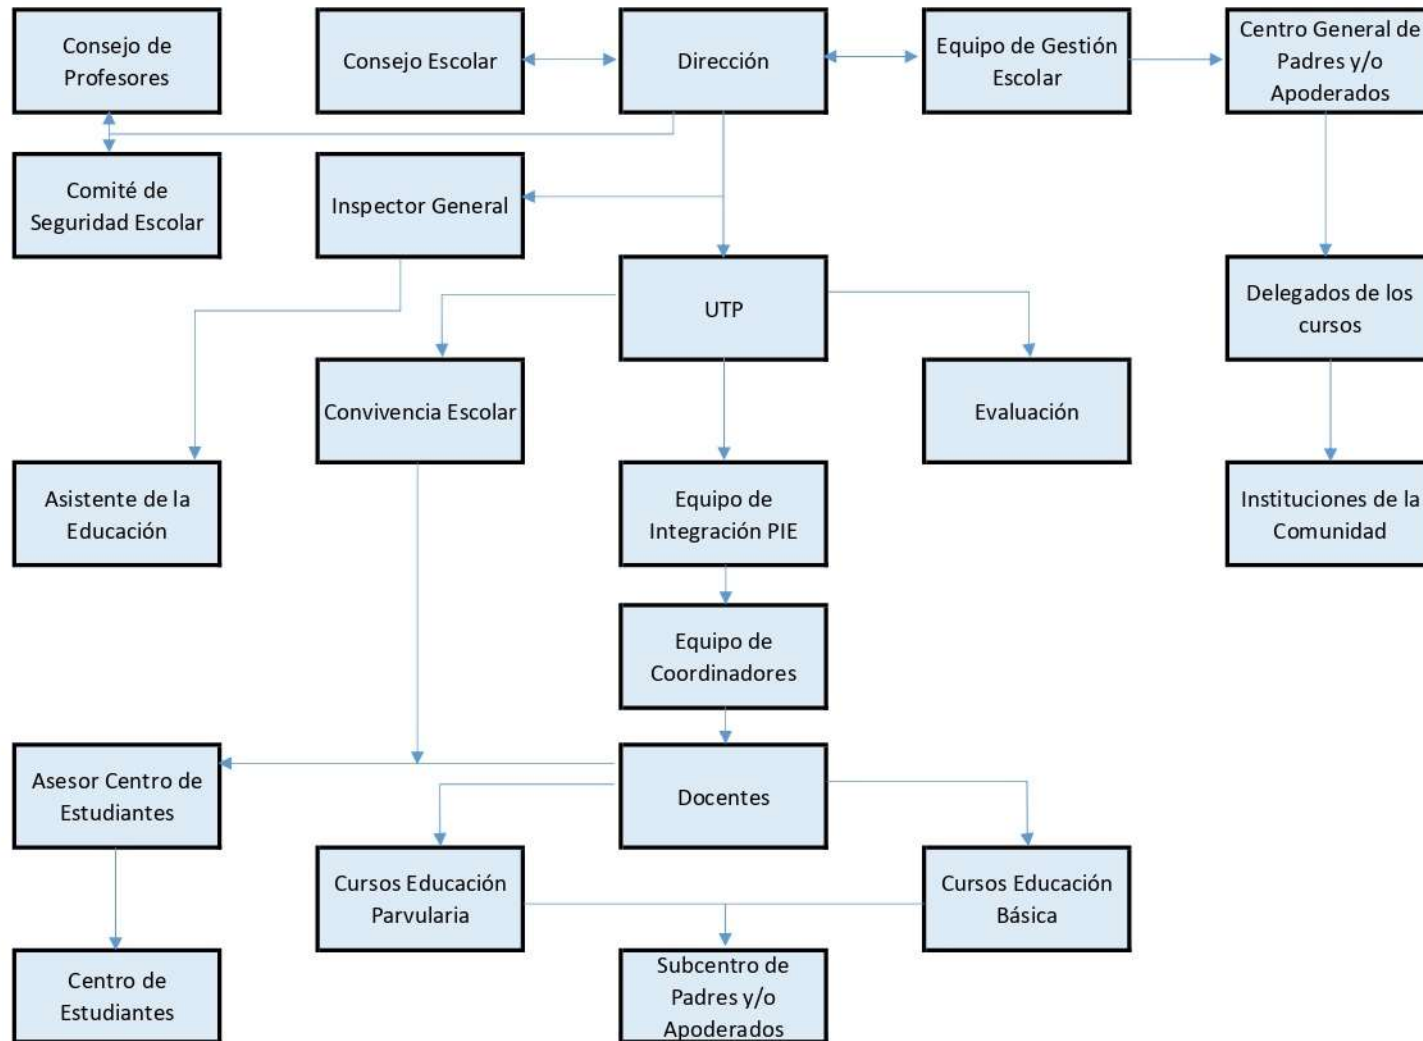 Consejo de
Profesores
Consejo Escolar
Dirección
Equipo de Gestión
Escolar
Centro General de
Padres y/o
Apoderados
Comité de
Seguridad Escolar
Inspector General
UTP
Delegados de los
cursos
Convivencia Escolar
Evaluación
Asistente de la
Educación
Equipo de
Integración PIE
Instituciones de la
Comunidad
Equipo de
Coordinadores
Asesor Centro de
Estudiantes
Docentes
Cursos Educación
Parvularia
Cursos Educación
Básica
Centro de
Estudiantes
Subcentro de
Padres y/o
Apoderados